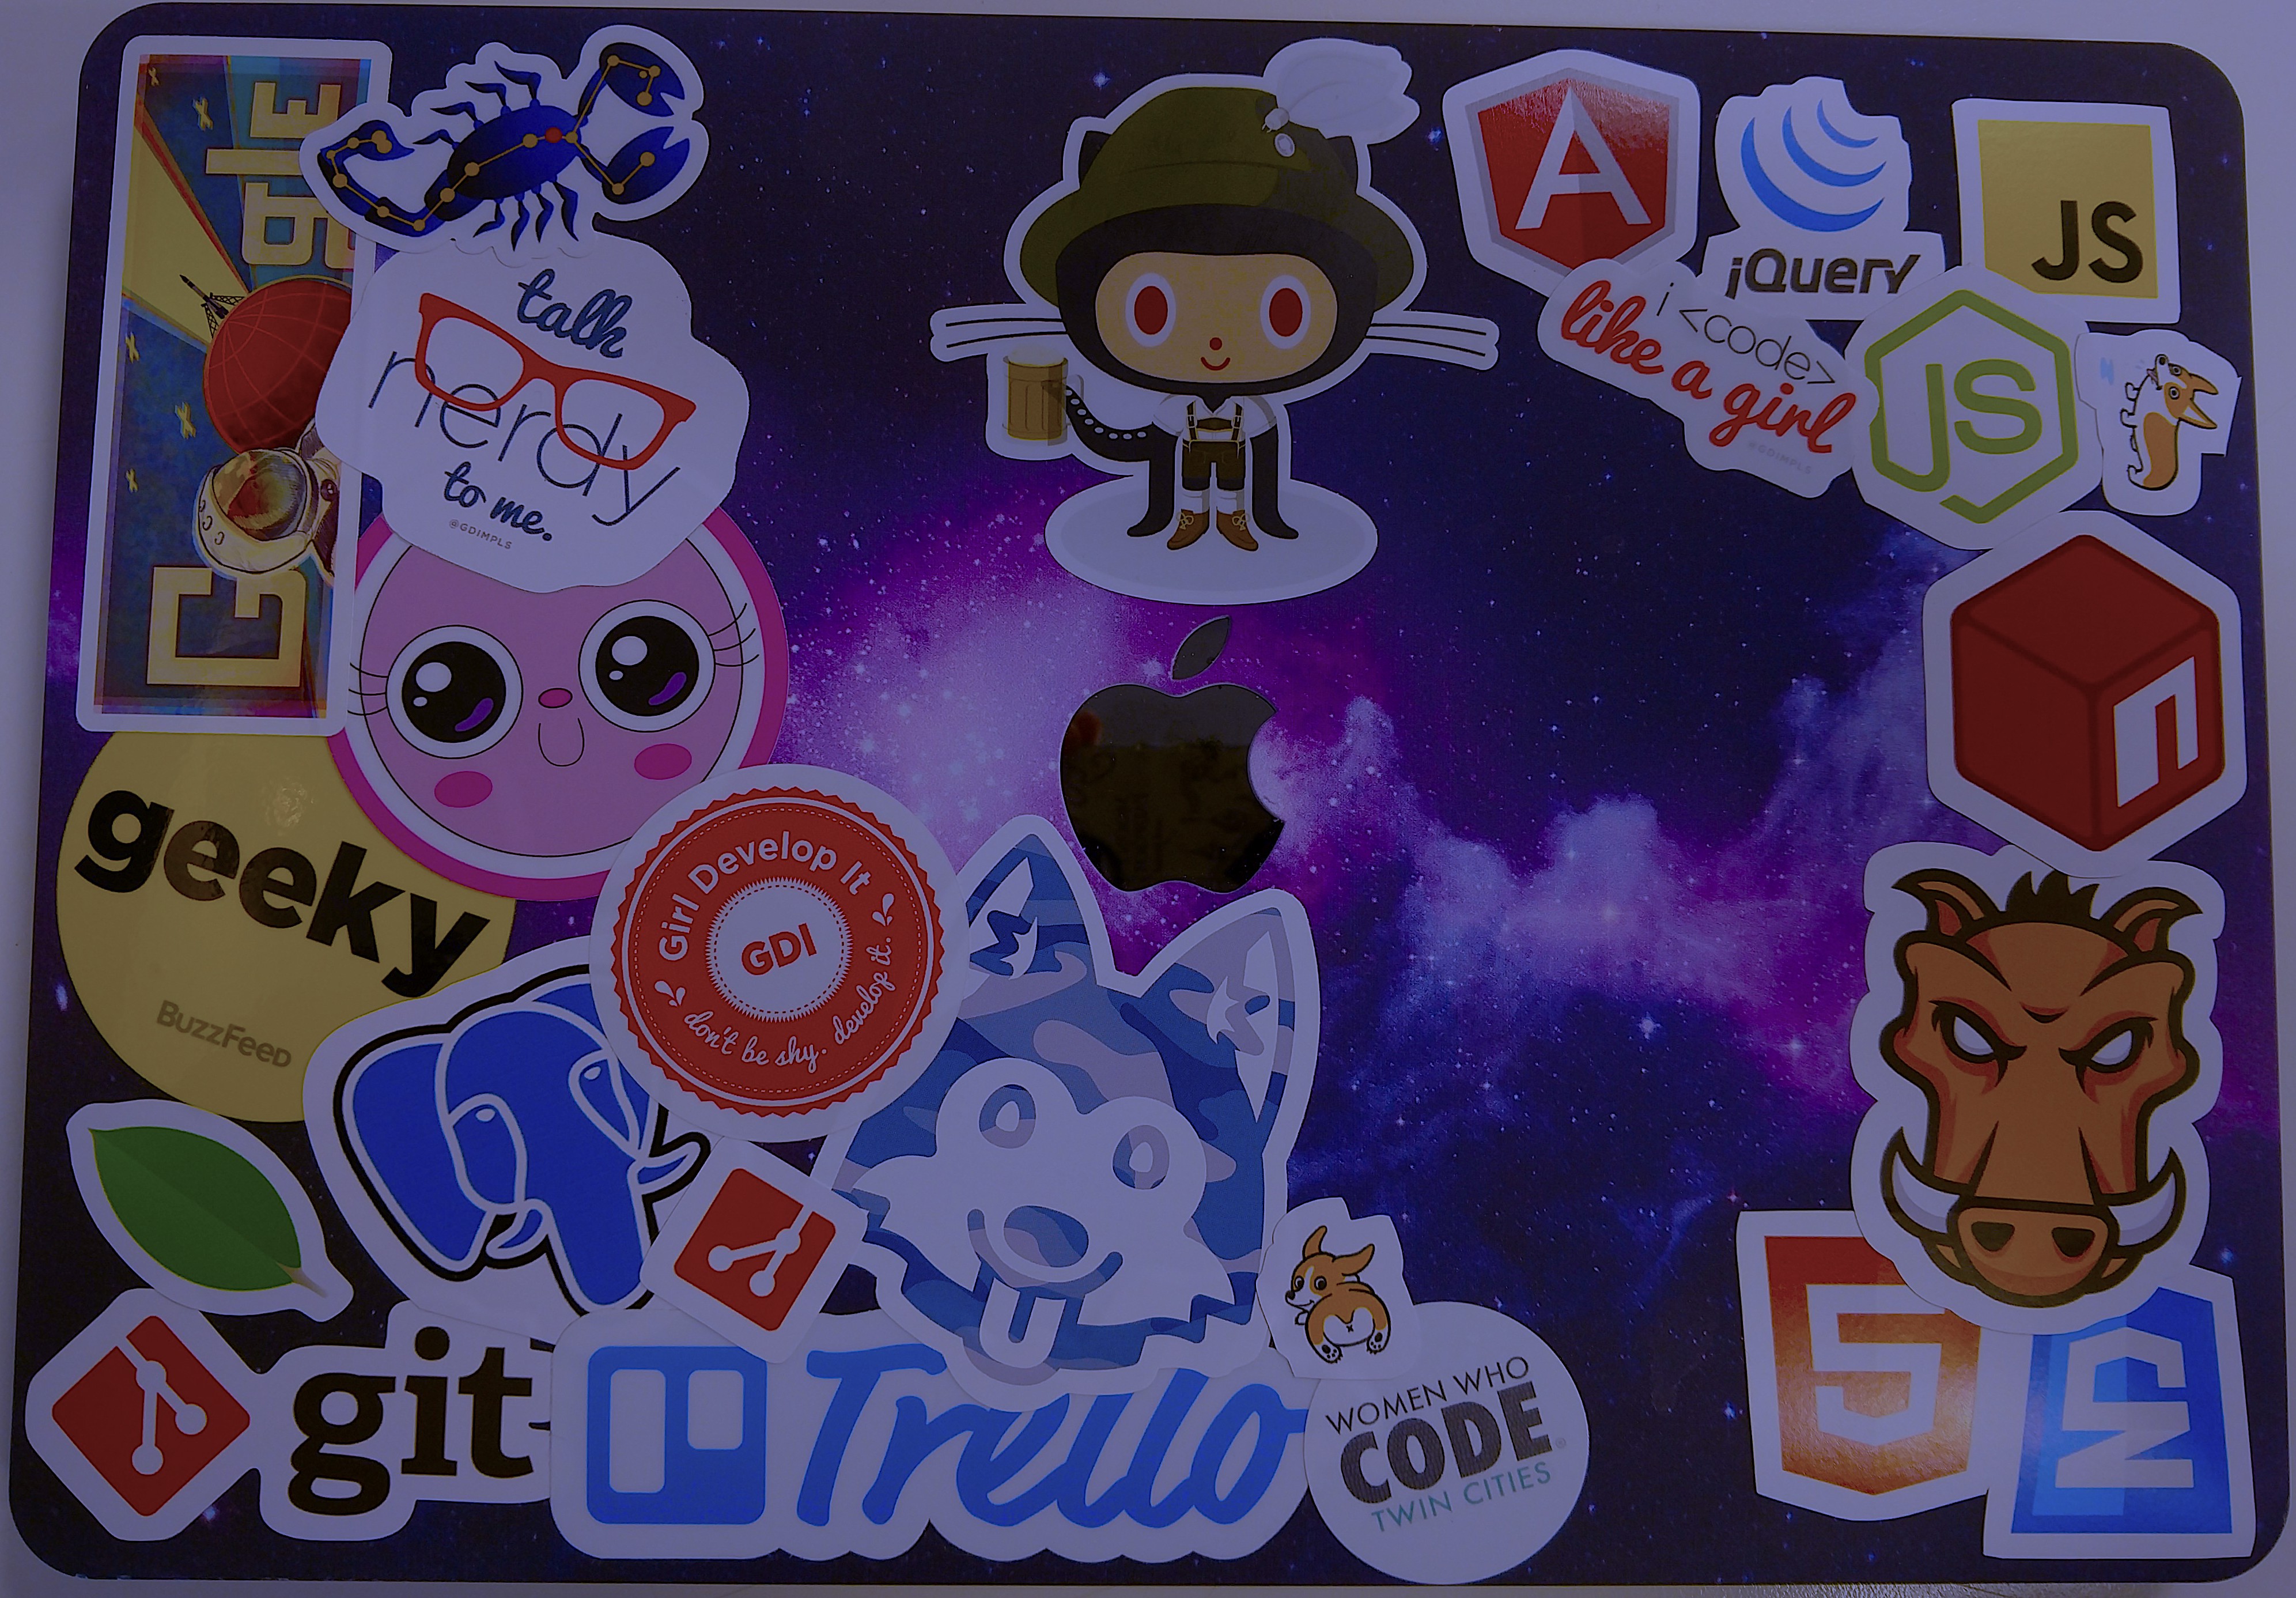 G gle
talk
nerdy
to me.
@GDIMPLS
geeky
BuzzFeed
Girl Develop It
GDI
don't be shy. develop it.
git
Trello
WOMEN WHO
CODE
TWIN CITIES
A
jQuery
JS
i <code>
like a girl
@GDIMPLS
JS
n
5